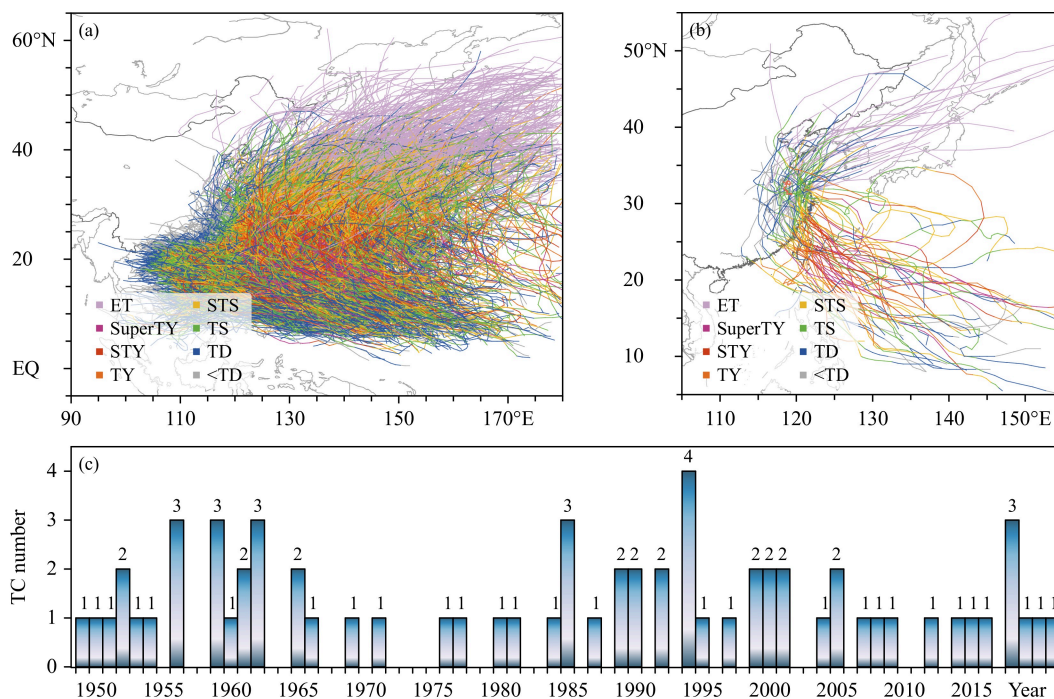 (a)
60°N
40
20
EQ
ET
SuperTY
STY
TY
STS
TS
TD
<TD
90 110 130 150 170°E
(b)
50°N
40
30
20
10
ET
SuperTY
STY
TY
STS
TS
TD
<TD
110 120 130 140 150°E
(c)
TC number
4
3
2
1
0
1 1 1 2 1 1 3 3 1 2 3 2 1 1 1 1 1 1 1 1 3 1 2 2 2 4 1 1 2 2 2 1 2 1 1 1 1 1 1 1 3 1 1 1
1950 1955 1960 1965 1970 1975 1980 1985 1990 1995 2000 2005 2010 2015 Year